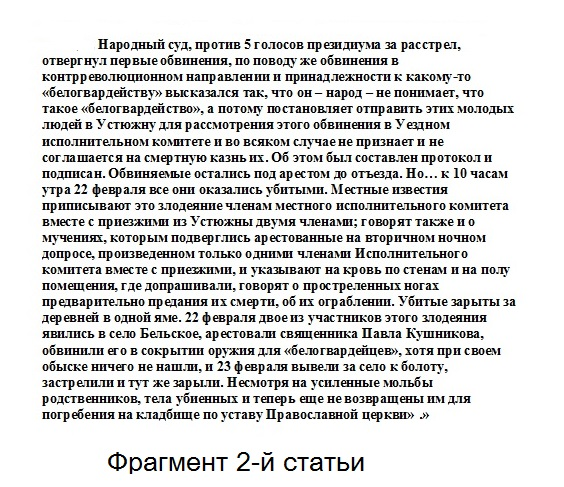 Народный суд, против 5 голосов президиума за расстрел,
отвергнул первые обвинения, по поводу же обвинения в
контрреволюционном направлении и принадлежности к какому-то
«белогвардейству» высказался так, что он – народ – не понимает, что
такое «белогвардейство», а потому постановляет отправить этих молодых
людей в Устюжну для рассмотрения этого обвинения в Уездном
исполнительном комитете и во всяком случае не признает и не
соглашается на смертную казнь их. Об этом был составлен протокол и
подписан. Обвиняемые остались под арестом до отъезда. Но… к 10 часам
утра 22 февраля все они оказались убитыми. Местные известия
приписывают это злодеяние членам местного исполнительного комитета
вместе с приезжими из Устюжны двумя членами; говорят также и о
мучениях, которым подверглись арестованные на вторичном ночном
допросе, произведенном только одними членами Исполнительного
комитета вместе с приезжими, и указывают на кровь по стенам и на полу
помещения, где допрашивали, говорят о простреленных ногах
предварительно предания их смерти, об их ограблении. Убитые зарыты за
деревней в одной яме. 22 февраля двое из участников этого злодеяния
явились в село Бельское, арестовали священника Павла Кушникова,
обвинили его в сокрытии оружия для «белогвардейцев», хотя при своем
обыске ничего не нашли, и 23 февраля вывели за село к болоту,
застрелили и тут же зарыли. Несмотря на усиленные мольбы
родственников, тела убиенных и теперь еще не возвращены им для
погребения на кладбище по уставу Православной церкви» .»
Фрагмент 2-й статьи